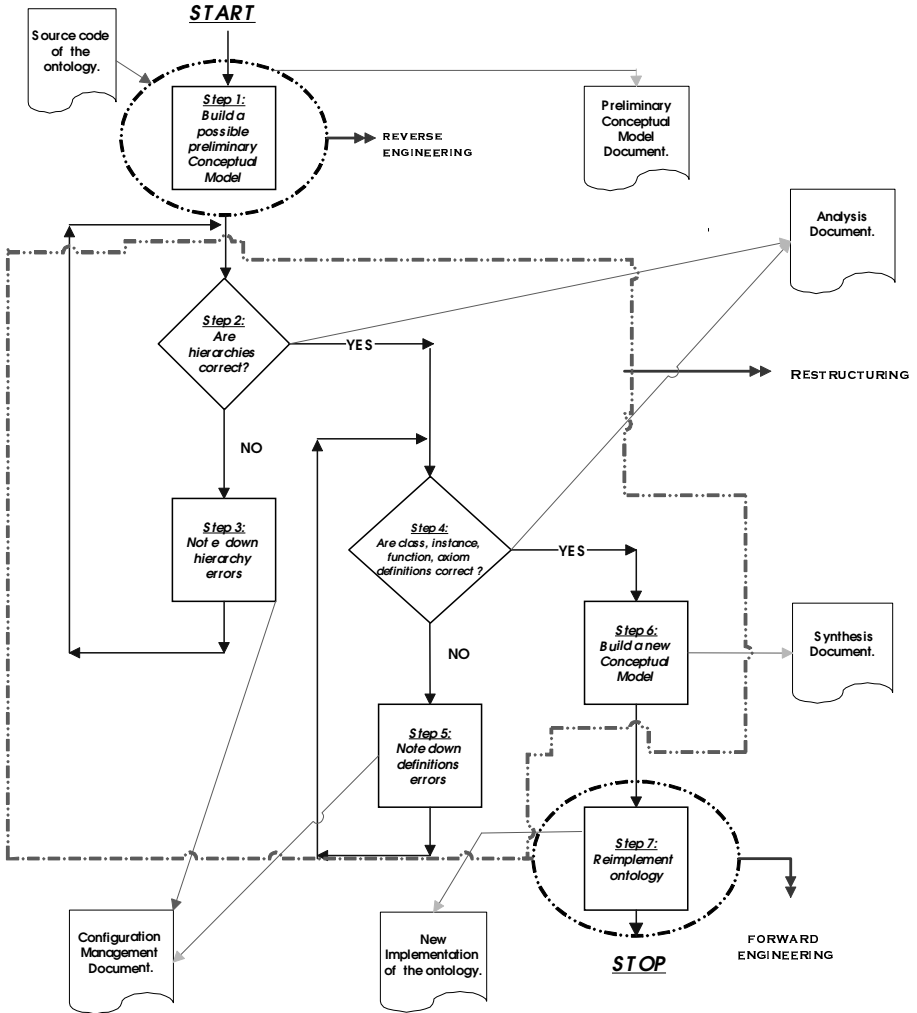 START
Source code
of the
ontology.
Step 1:
Build a
possible
preliminary
Conceptual
Model
REVERSE
ENGINEERING
Preliminary
Conceptual
Model
Document.
Analysis
Document.
Step 2:
Are
hierarchies
correct?
YES
RESTRUCTURING
NO
Step 3:
Note down
hierarchy
errors
Step 4:
Are class, instance,
function, axiom
definitions correct ?
YES
NO
Step 6:
Build a new
Conceptual
Model
Synthesis
Document.
Step 5:
Note down
definitions
errors
Step 7:
Reimplement
ontology
Configuration
Management
Document.
New
Implementation
of the ontology.
STOP
FORWARD
ENGINEERING